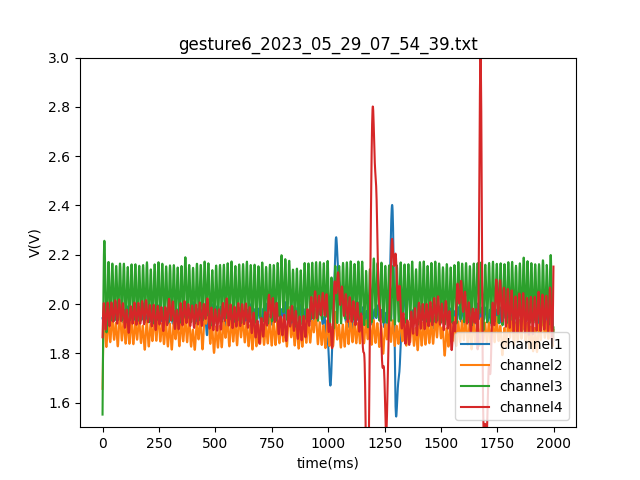 gesture6_2023_05_29_07_54_39.txt
V(V)
3.0
2.8
2.6
2.4
2.2
2.0
1.8
1.6
channel1
channel2
channel3
channel4
0 250 500 750 1000 1250 1500 1750 2000
time(ms)